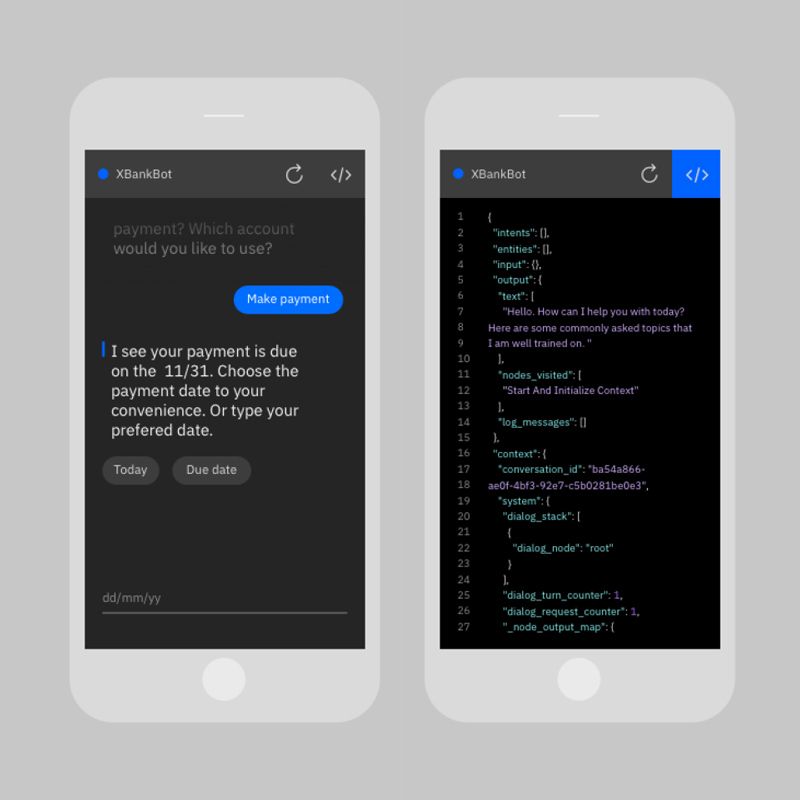 XBankBot
payment? Which account
would you like to use?
Make payment
I see your payment is due
on the  11/31. Choose the
payment date to your
convenience. Or type your
prefered date.
Today
Due date
dd/mm/yy
XBankBot
</>
1 {
2 "intents": [],
3 "entities": [],
4 "input": {},
5 "output": {
6 "text": [
7 "Hello. How can I help you with today?
8 Here are some commonly asked topics that
9 I am well trained on. "
10 ],
11 "nodes_visited": [
12 "Start And Initialize Context"
13 ],
14 "log_messages": []
15 },
16 "context": {
17 "conversation_id": "ba54a866-
18 ae0f-4bf3-92e7-c5b0281be0e3",
19 "system": {
20 "dialog_stack": [
21 {
22 "dialog_node": "root"
23 }
24 ],
25 "dialog_turn_counter": 1,
26 "dialog_request_counter": 1,
27 "_node_output_map": {